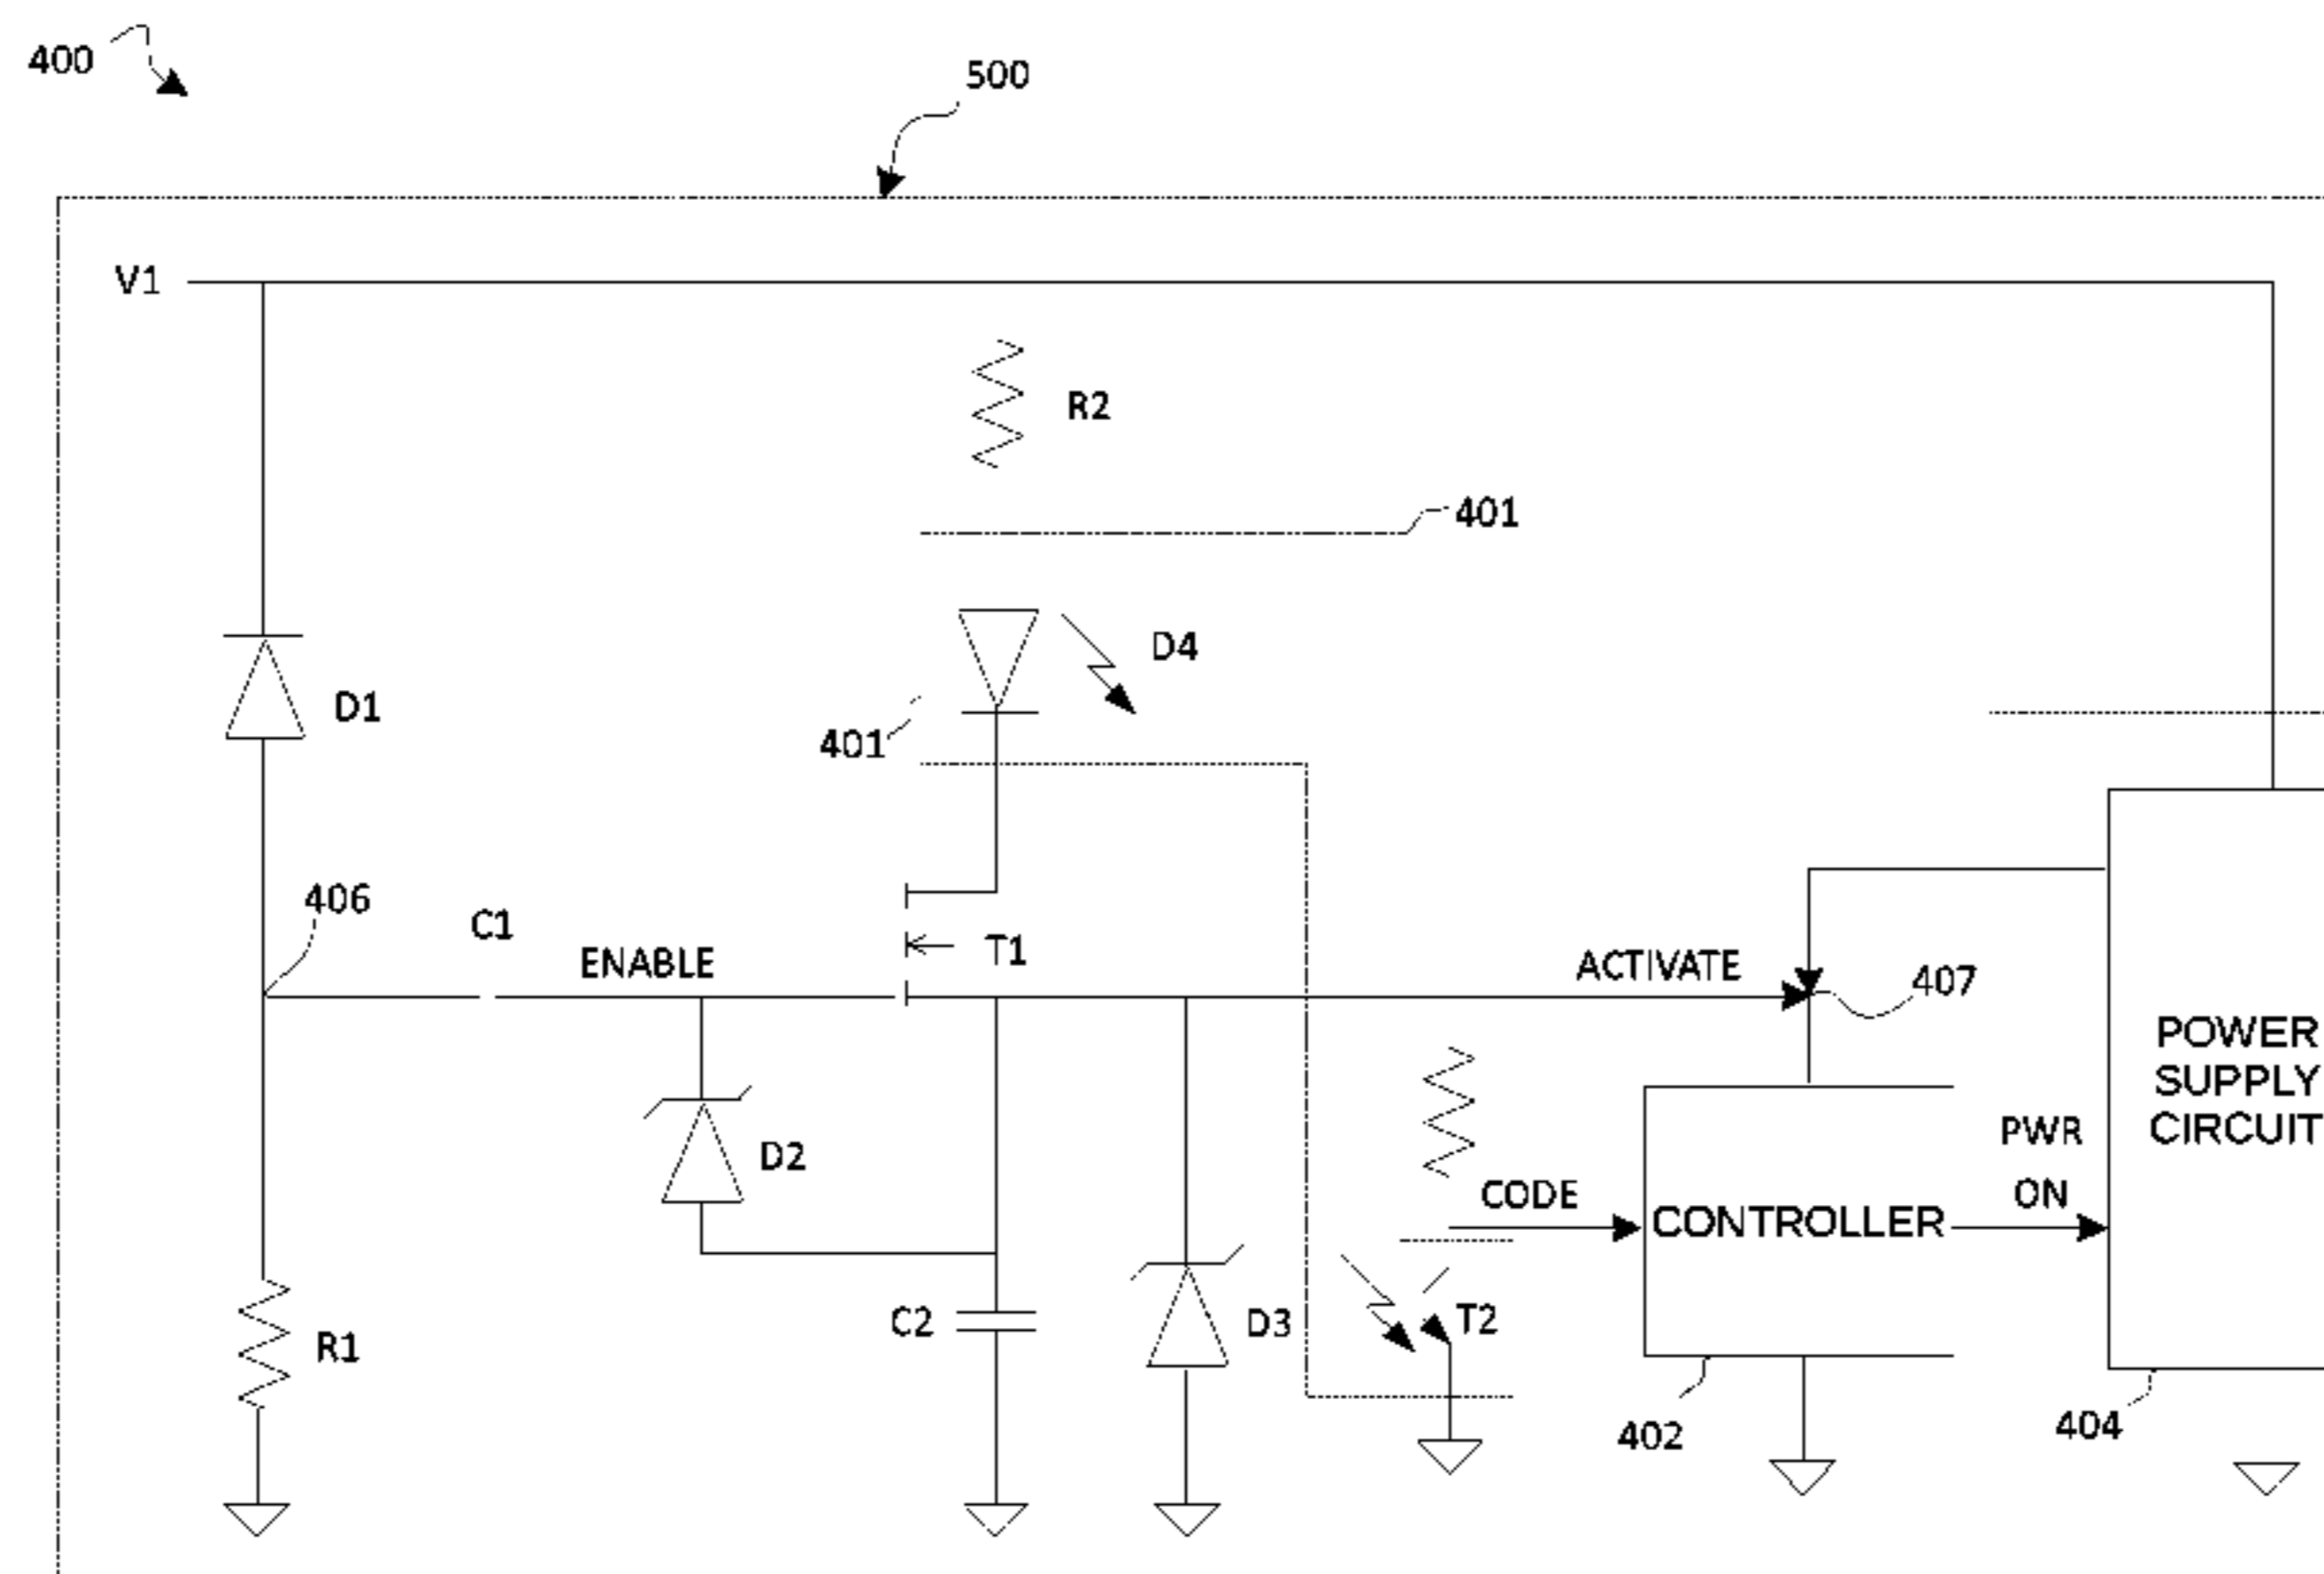 400
500
V1
R2
401
D4
D1
401
406
C1
ENABLE
T1
ACTIVATE
407
POWER
SUPPLY
CIRCUIT
PWR
ON
D2
CODE
CONTROLLER
C2
D3
T2
R1
402
404